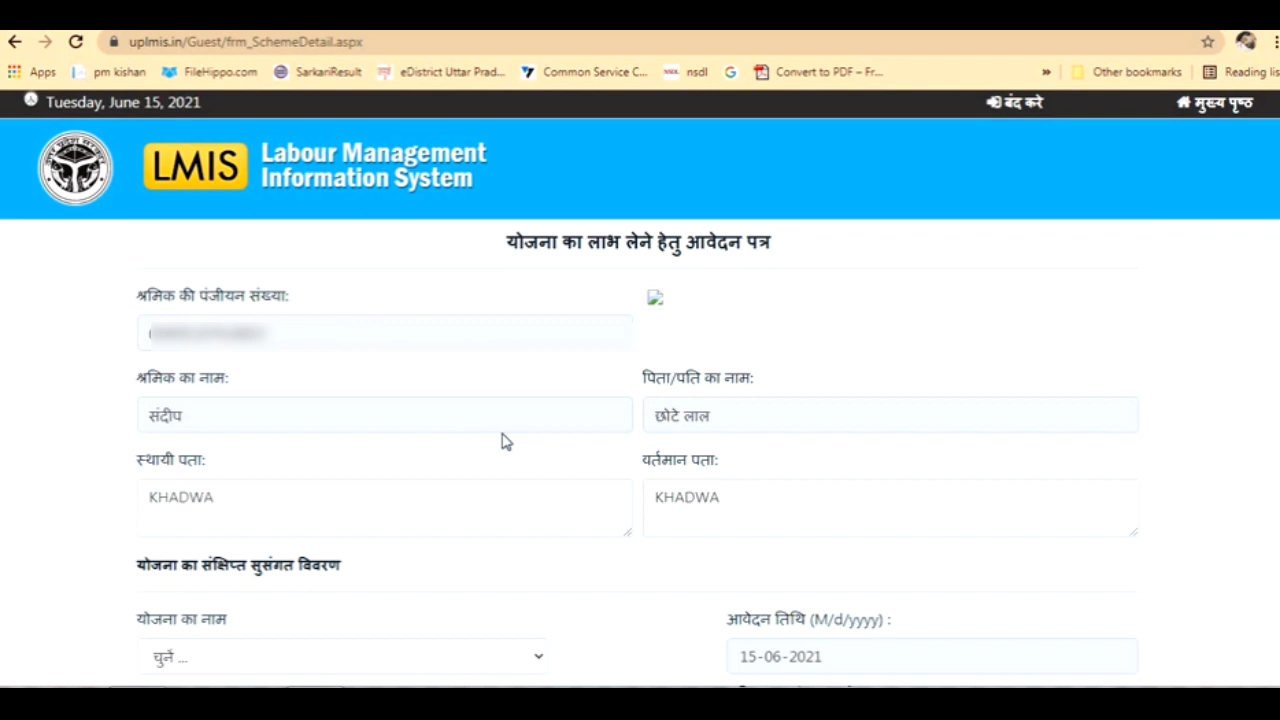 uplmis.in/Guest/frm_SchemeDetail.aspx
Apps pm kishan FileHippo.com SarkariResult eDistrict Uttar Prad... Common Service C... nsdl Convert to PDF – Fr... » Other bookmarks Reading lis
Tuesday, June 15, 2021 बंद करे मुख्य पृष्ठ
LMIS Labour Management
Information System
योजना का लाभ लेने हेतु आवेदन पत्र
श्रमिक की पंजीयन संख्या:
श्रमिक का नाम: पिता/पति का नाम:
संदीप छोटे लाल
स्थायी पता: वर्तमान पता:
KHADWA KHADWA
योजना का संक्षिप्त सुसंगत विवरण
योजना का नाम आवेदन तिथि (M/d/yyyy) :
चुनें ... 15-06-2021